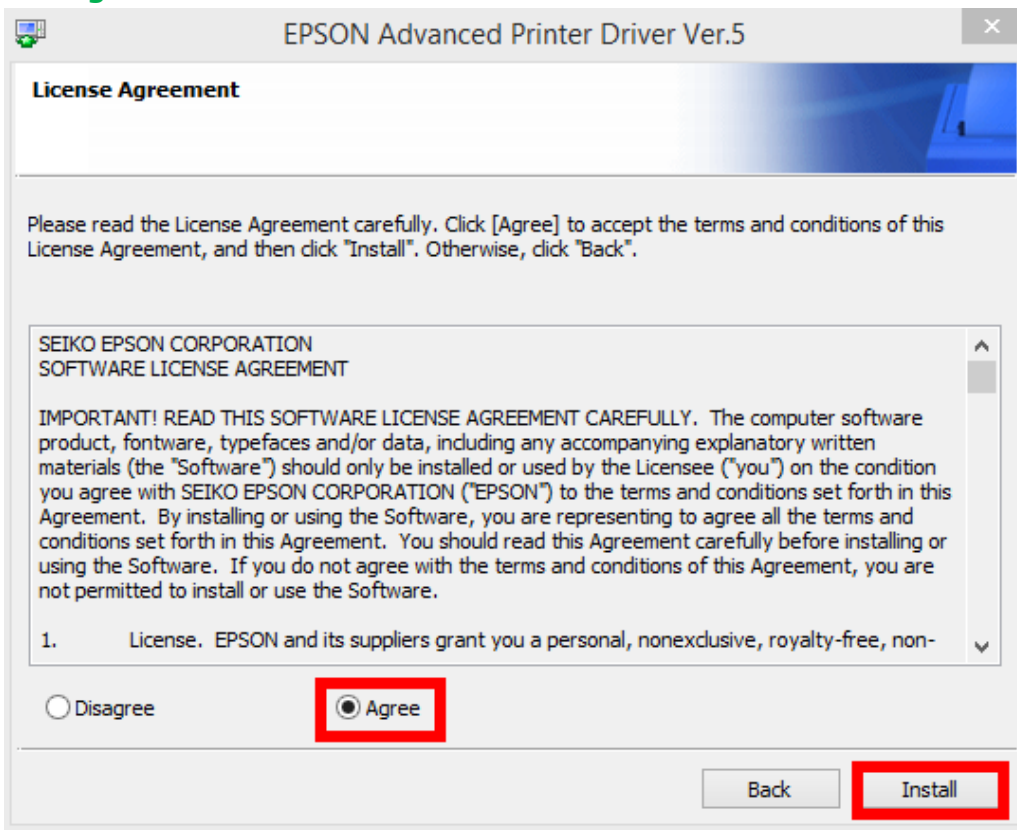 EPSON Advanced Printer Driver Ver.5
License Agreement
Please read the License Agreement carefully. Click [Agree] to accept the terms and conditions of this
License Agreement, and then click "Install". Otherwise, click "Back".
SEIKO EPSON CORPORATION
SOFTWARE LICENSE AGREEMENT
IMPORTANT! READ THIS SOFTWARE LICENSE AGREEMENT CAREFULLY. The computer software
product, fontware, typefaces and/or data, including any accompanying explanatory written
materials (the "Software") should only be installed or used by the Licensee ("you") on the condition
you agree with SEIKO EPSON CORPORATION ("EPSON") to the terms and conditions set forth in this
Agreement. By installing or using the Software, you are representing to agree all the terms and
conditions set forth in this Agreement. You should read this Agreement carefully before installing or
using the Software. If you do not agree with the terms and conditions of this Agreement, you are
not permitted to install or use the Software.
1. License. EPSON and its suppliers grant you a personal, nonexclusive, royalty-free, non-
Disagree Agree
Back Install